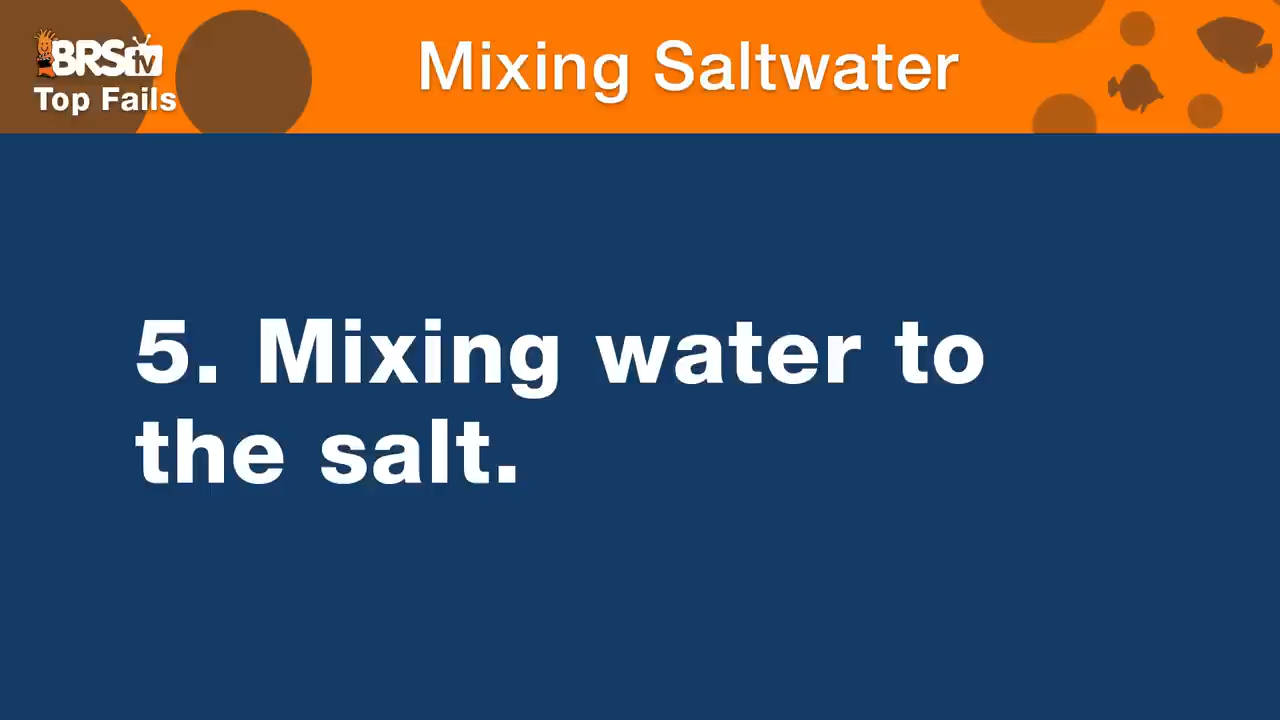 BRStv
Top Fails
Mixing Saltwater
5. Mixing water to
the salt.